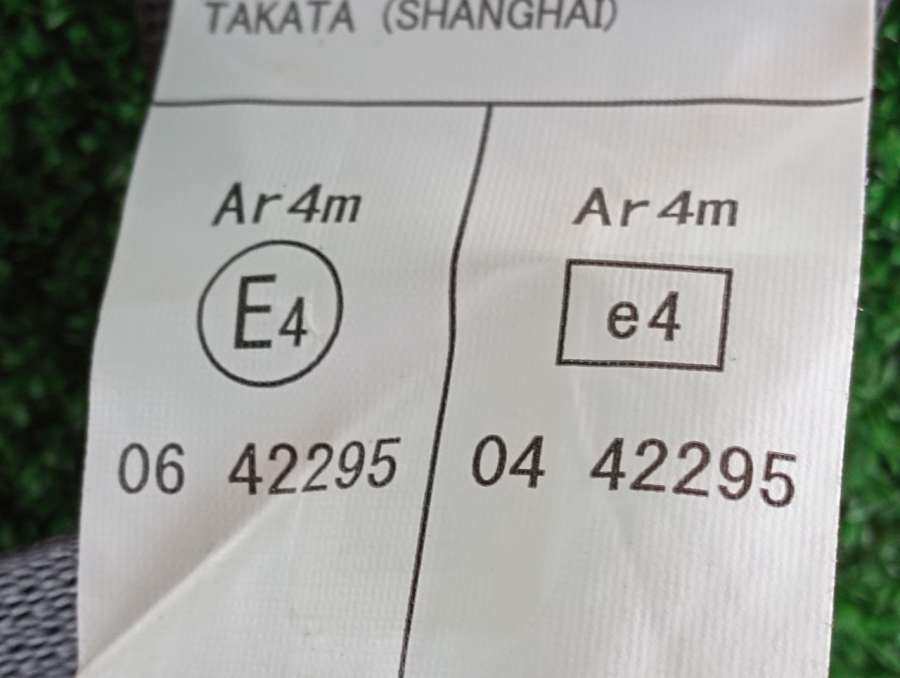 TAKATA (SHANGHAI)
Ar4m
E4
06 42295
Ar4m
e4
04 42295